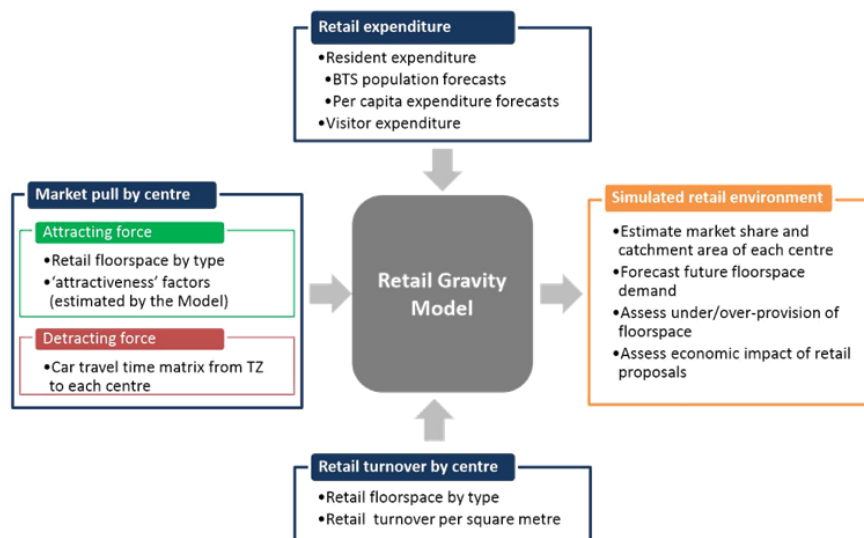 Retail expenditure
•Resident expenditure
•BTS population forecasts
•Per capita expenditure forecasts
•Visitor expenditure
Market pull by centre
Attracting force
•Retail floorspace by type
•‘attractiveness’ factors
(estimated by the Model)
Detracting force
•Car travel time matrix from TZ
to each centre
Retail Gravity
Model
Simulated retail environment
•Estimate market share and
catchment area of each centre
•Forecast future floorspace
demand
•Assess under/over-provision of
floorspace
•Assess economic impact of retail
proposals
Retail turnover by centre
•Retail floorspace by type
•Retail turnover per square metre